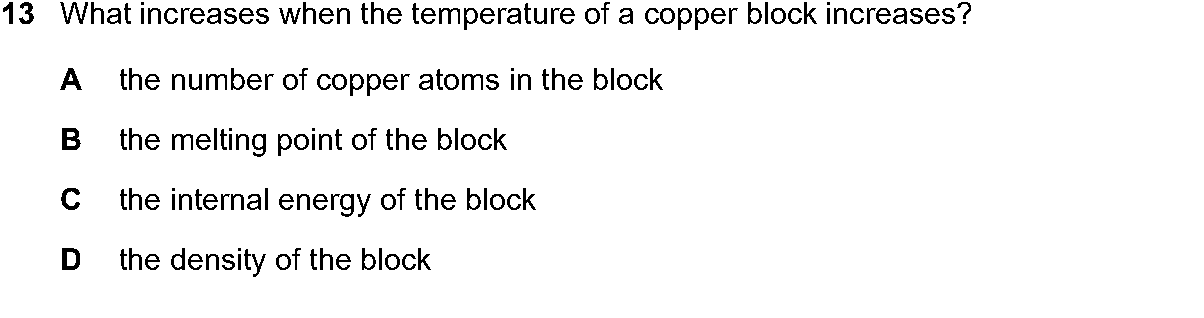 13 What increases when the temperature of a copper block increases?
A the number of copper atoms in the block
B the melting point of the block
C the internal energy of the block
D the density of the block